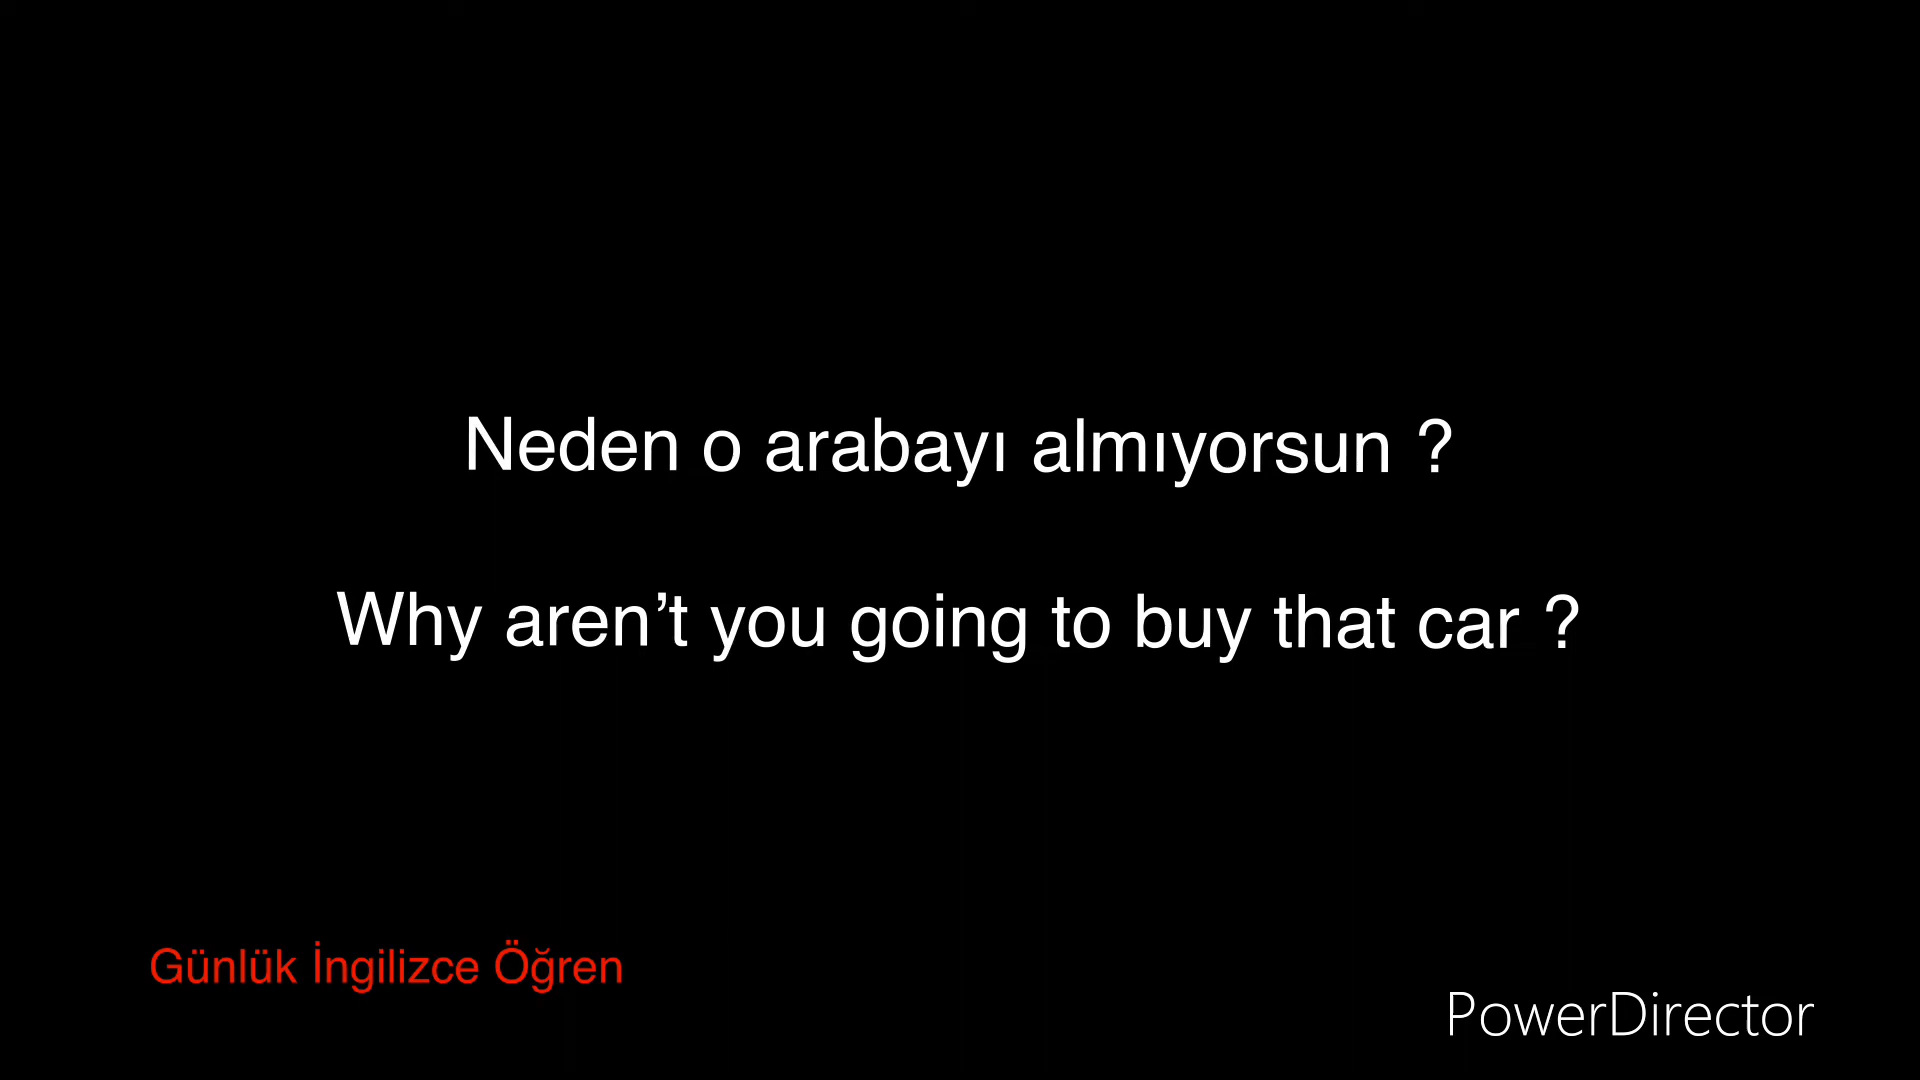 Neden o arabayı almıyorsun ?
Why aren’t you going to buy that car ?
Günlük İngilizce Öğren
PowerDirector